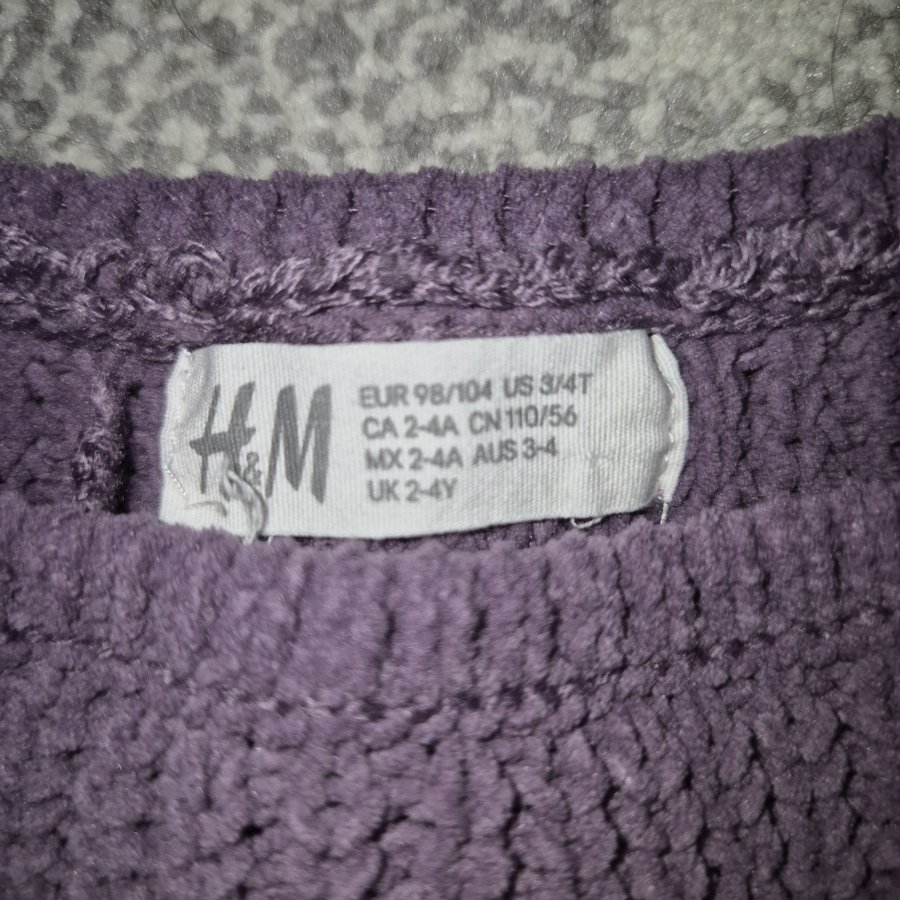 H&M
EUR 98/104 US 3/4T
CA 2-4A CN 110/56
MX 2-4A AUS 3-4
UK 2-4Y